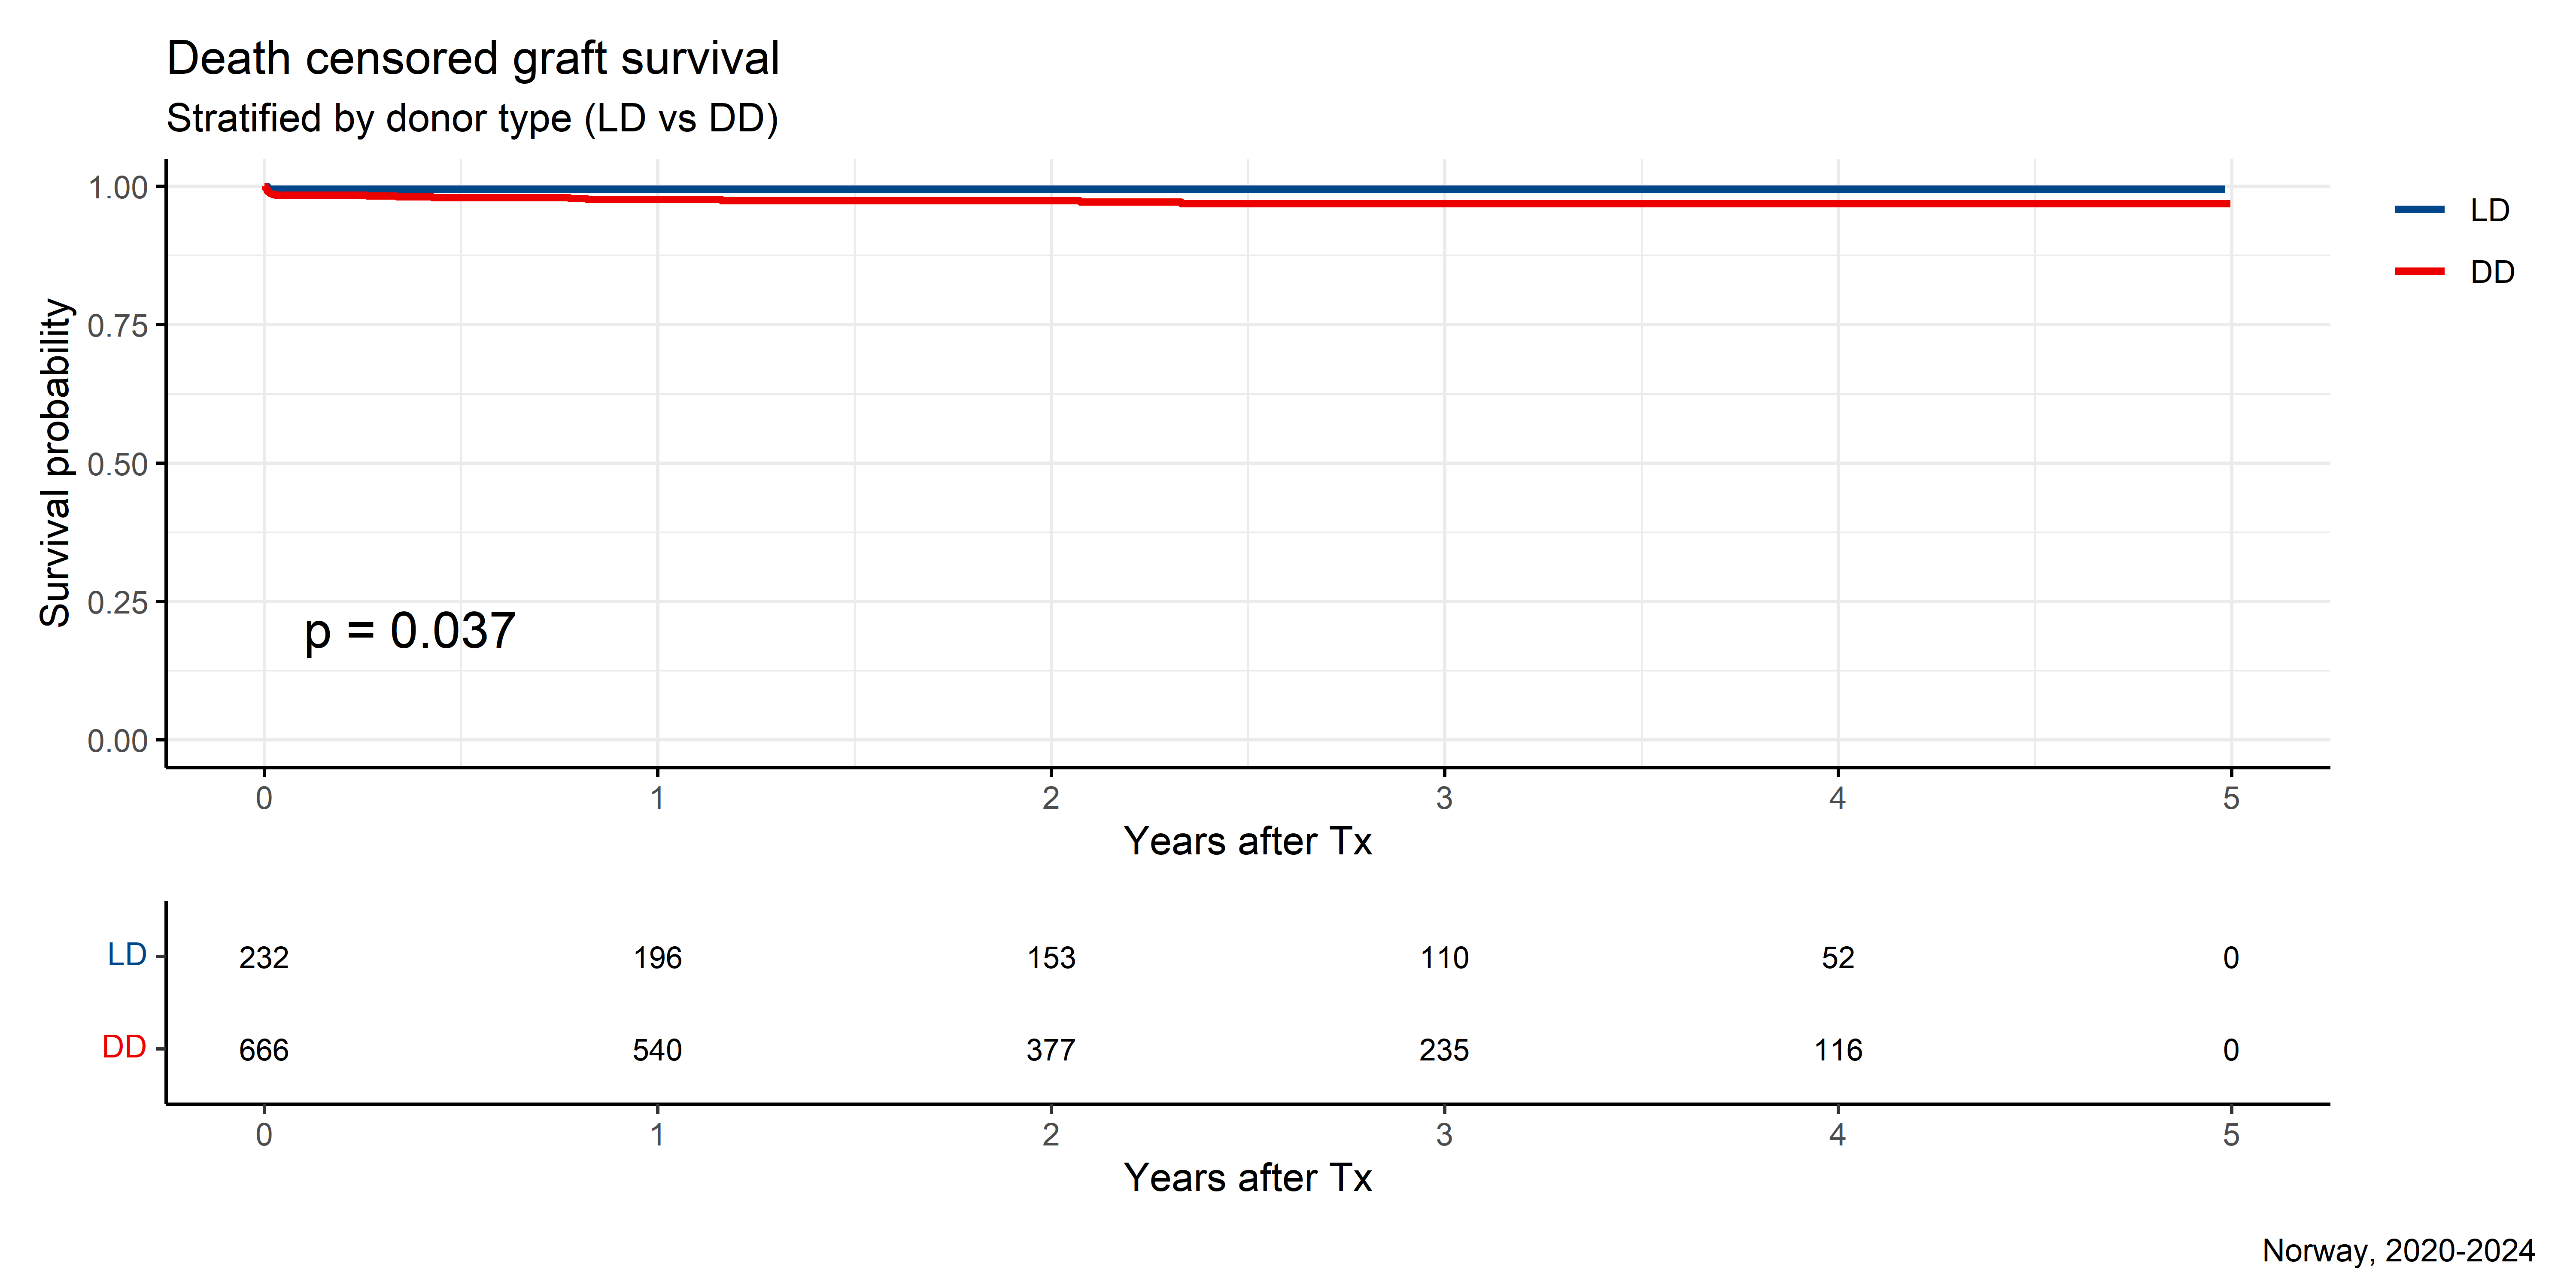 Death censored graft survival
Stratified by donor type (LD vs DD)
Survival probability
1.00
0.75
0.50
0.25
0.00
p = 0.037
0 1 2 3 4 5
Years after Tx
LD
DD
LD 232 196 153 110 52 0
DD 666 540 377 235 116 0
0 1 2 3 4 5
Years after Tx
Norway, 2020-2024